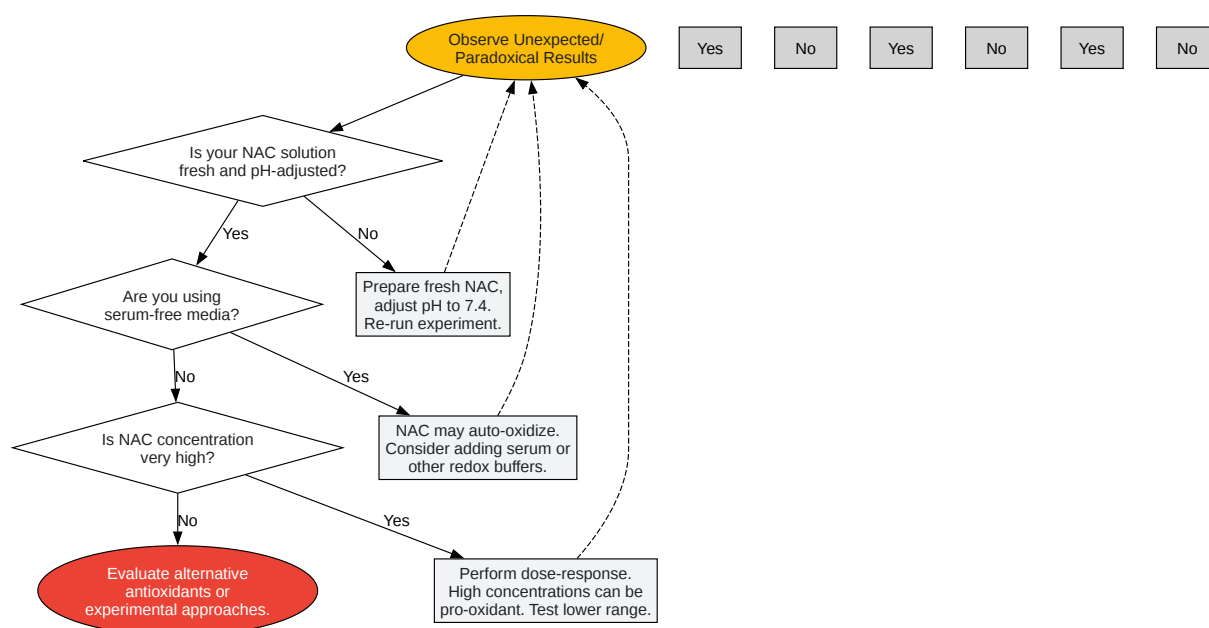 Observe Unexpected/
Paradoxical Results
Yes
No
Yes
No
Yes
No
Is your NAC solution
fresh and pH-adjusted?
Yes
No
Prepare fresh NAC,
adjust pH to 7.4.
Re-run experiment.
Are you using
serum-free media?
No
Yes
NAC may auto-oxidize.
Consider adding serum or
other redox buffers.
Is NAC concentration
very high?
No
Yes
Perform dose-response.
High concentrations can be
pro-oxidant. Test lower range.
Evaluate alternative
antioxidants or
experimental approaches.